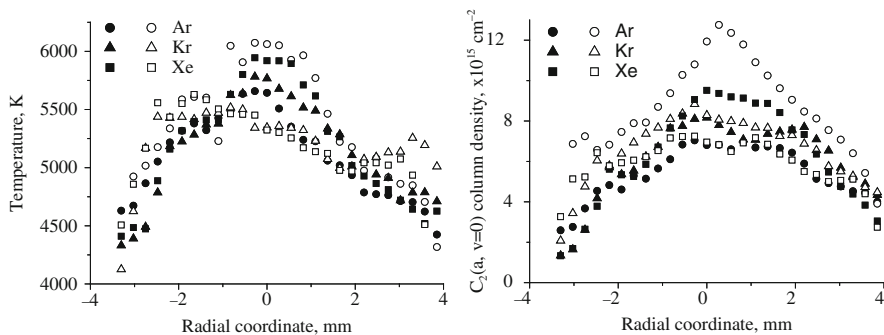 Temperature, K
6000
5500
5000
4500
4000
Ar
Kr
Xe
−4
−2
0
2
4
Radial coordinate, mm
C2(a, v=0) column density, x10^15 cm^−2
12
8
4
0
Ar
Kr
Xe
−4
−2
0
2
4
Radial coordinate, mm